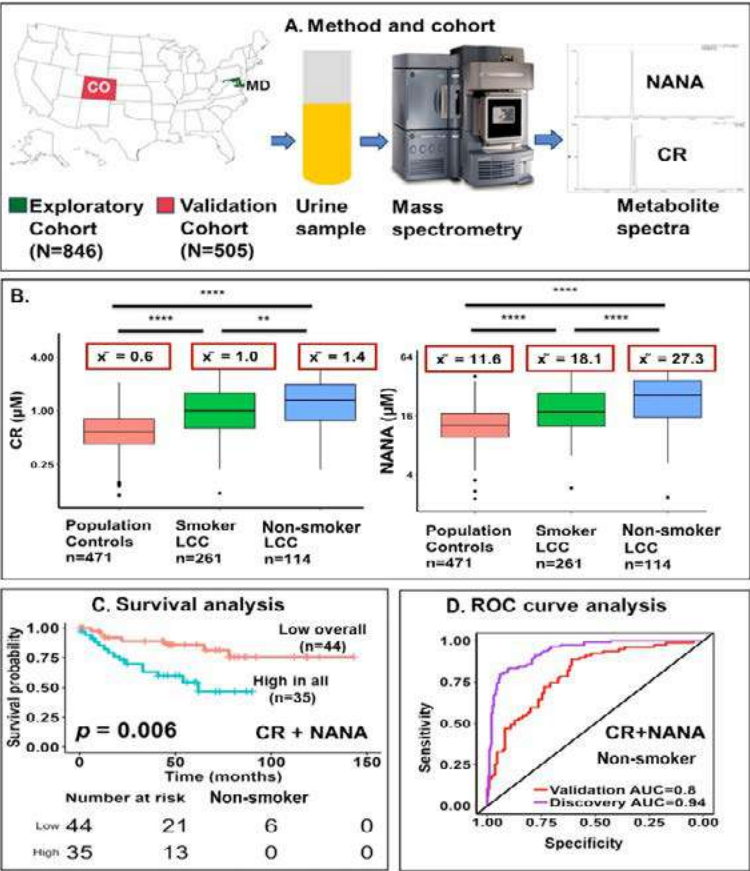 A. Method and cohort
CO
MD
NANA
CR
Exploratory Cohort (N=846)
Validation Cohort (N=505)
Urine sample
Mass spectrometry
Metabolite spectra
B.
****
****
**
x̄ = 0.6
x̄ = 1.0
x̄ = 1.4
CR (µM)
4.00
1.00
0.25
Population Controls n=471
Smoker LCC n=261
Non-smoker LCC n=114
****
****
****
x̄ = 11.6
x̄ = 18.1
x̄ = 27.3
NANA (µM)
64
16
4
Population Controls n=471
Smoker LCC n=261
Non-smoker LCC n=114
C. Survival analysis
Survival probability
1.00
0.75
0.50
0.25
0.00
Low overall (n=44)
High in all (n=35)
p = 0.006
CR + NANA
0 50 100 150
Time (months)
Number at risk Non-smoker
Low 44 21 6 0
High 35 13 0 0
D. ROC curve analysis
Sensitivity
1.00
0.75
0.50
0.25
0.00
CR+NANA
Non-smoker
Validation AUC=0.8
Discovery AUC=0.94
1.00 0.75 0.50 0.25 0.00
Specificity